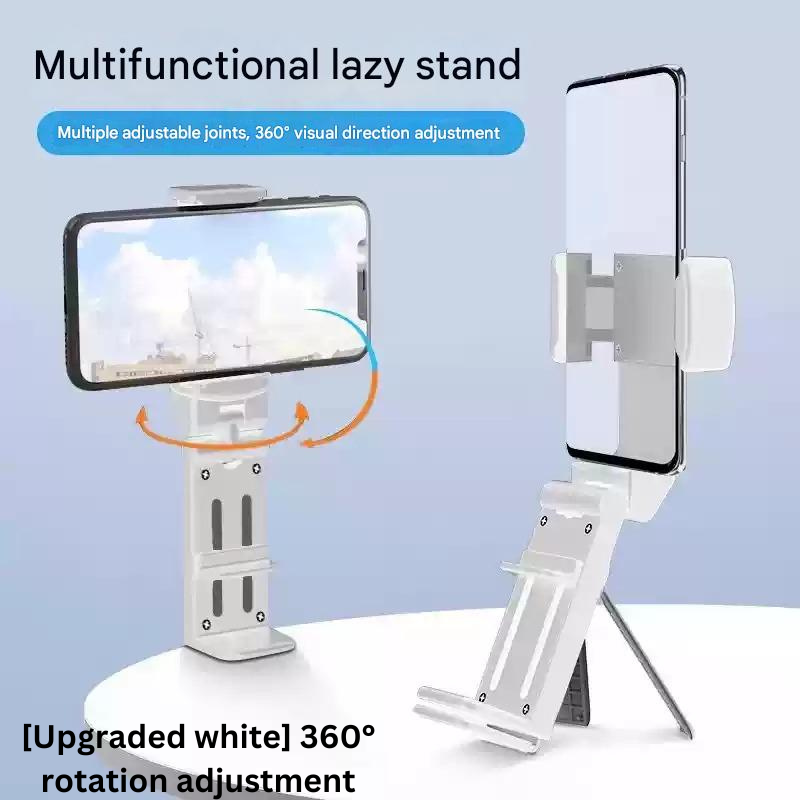 Multifunctional lazy stand
Multiple adjustable joints, 360° visual direction adjustment
[Upgraded white] 360°
rotation adjustment